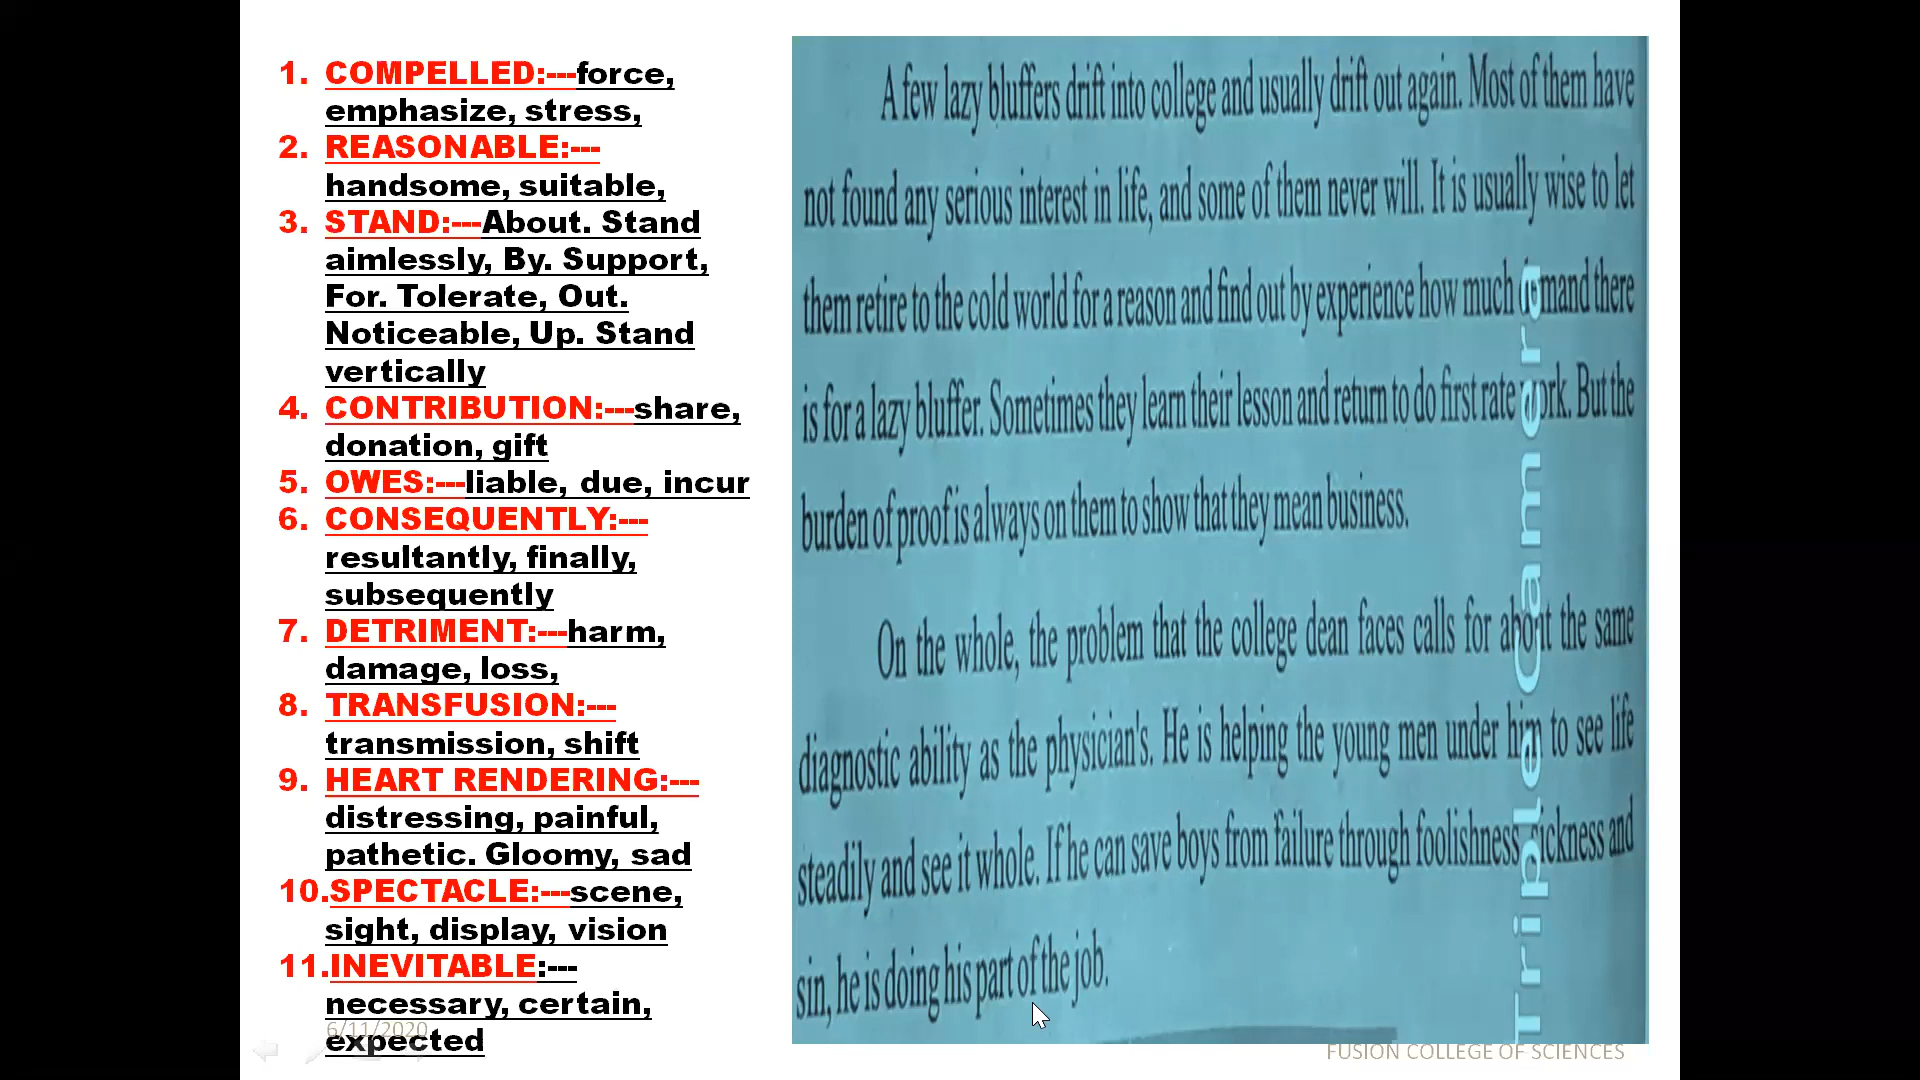 1. COMPELLED:---force,
emphasize, stress,
2. REASONABLE:---
handsome, suitable,
3. STAND:---About. Stand
aimlessly, By. Support,
For. Tolerate, Out.
Noticeable, Up. Stand
vertically
4. CONTRIBUTION:---share,
donation, gift
5. OWES:---liable, due, incur
6. CONSEQUENTLY:---
resultantly, finally,
subsequently
7. DETRIMENT:---harm,
damage, loss,
8. TRANSFUSION:---
transmission, shift
9. HEART RENDERING:---
distressing, painful,
pathetic. Gloomy, sad
10.SPECTACLE:---scene,
sight, display, vision
11.INEVITABLE:---
necessary, certain,
expected
6/11/2020
A few lazy bluffers drift into college and usually drift out again. Most of them have
not found any serious interest in life, and some of them never will. It is usually wise to let
them retire to the cold world for a reason and find out by experience how much demand there
is for a lazy bluffer. Sometimes they learn their lesson and return to do first rate work. But the
burden of proof is always on them to show that they mean business.
On the whole, the problem that the college dean faces calls for about the same
diagnostic ability as the physician's. He is helping the young men under him to see life
steadily and see it whole. If he can save boys from failure through foolishness, sickness and
sin, he is doing his part of the job.
Triple Camera
FUSION COLLEGE OF SCIENCES